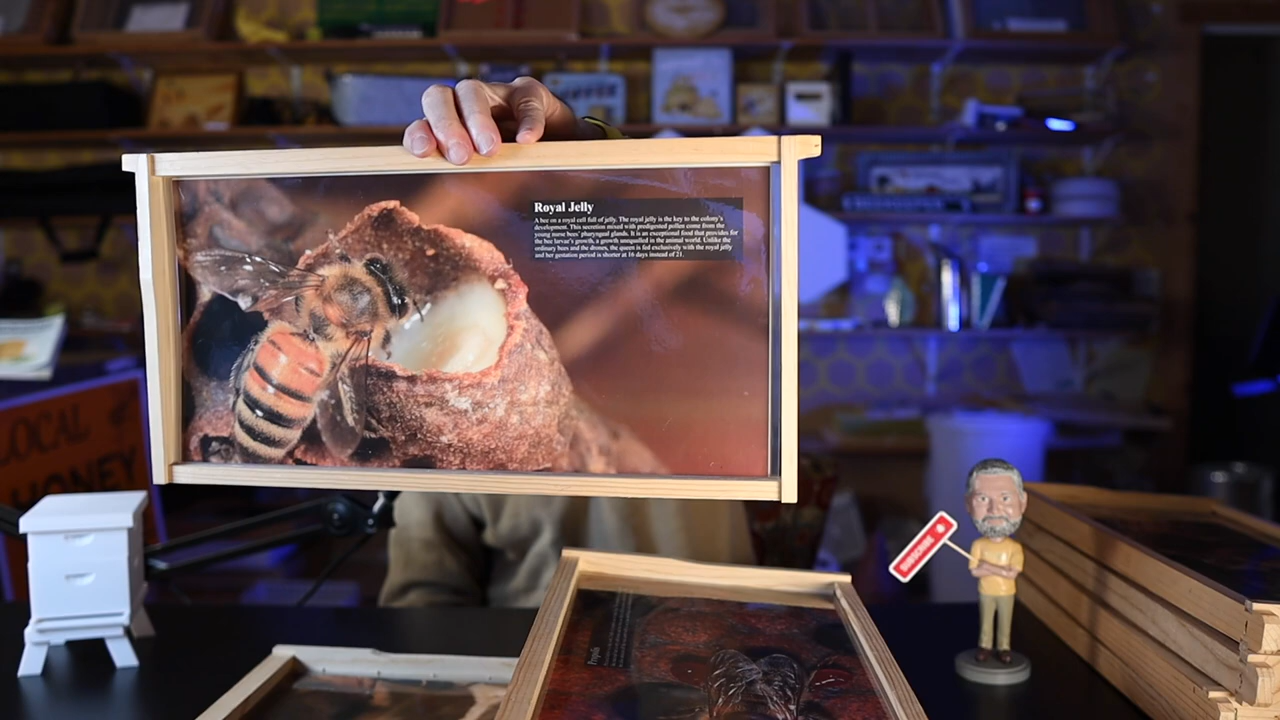 Royal Jelly
A bee on a royal cell full of jelly. The royal jelly is the key to the colony's
development. This secretion mixed with predigested pollen come from the
young nurse bees' pharyngeal glands. It is an exceptional food that provides for
the bee larvae's growth, a growth unequalled in the animal world. Unlike the
ordinary bees and the drones, the queen is fed exclusively with the royal jelly
and her gestation period is shorter at 16 days instead of 21.
LOCAL
HONEY
SUBSCRIBE
Propolis